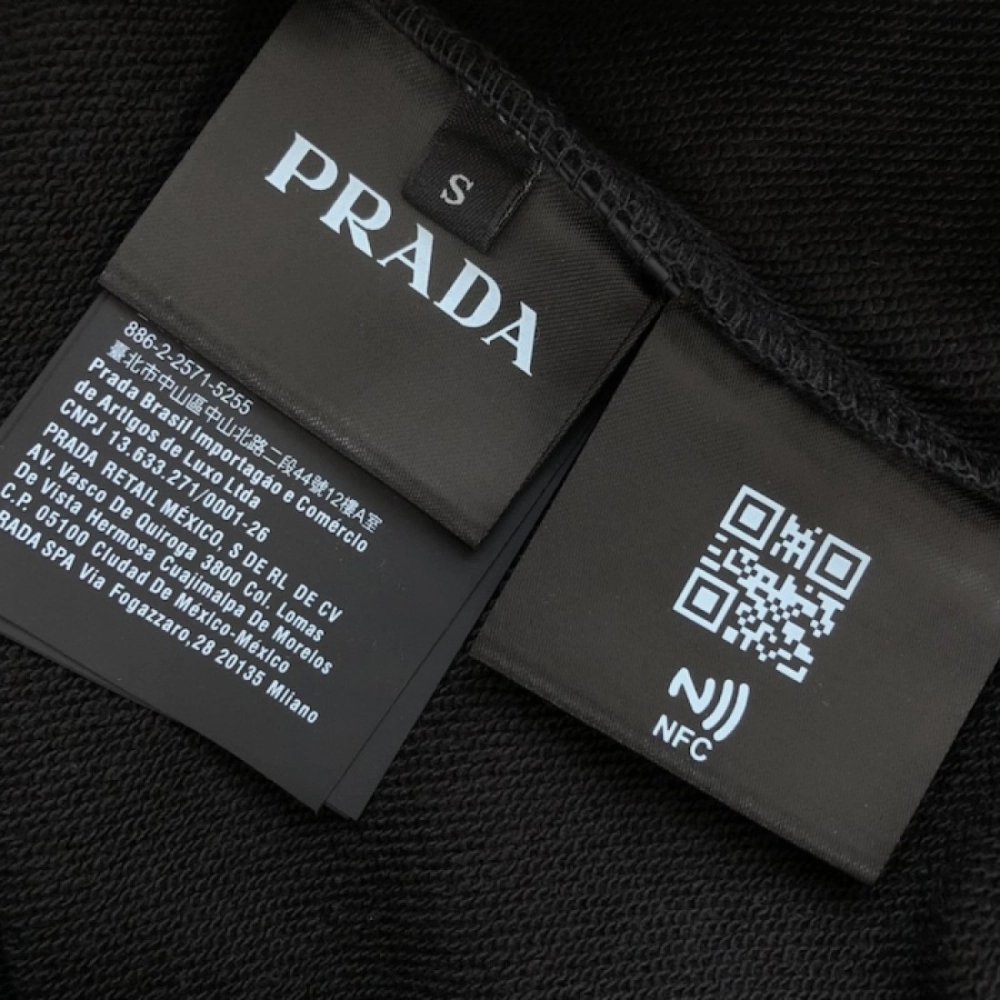 PRADA
S
886-2-2571-5255
臺北市中山區中山北路二段44號12樓A室
Prada Brasil Importagáo e Comércio
de Artigos de Luxo Ltda
CNPJ 13.633.271/0001-26
PRADA RETAIL MÉXICO, S DE RL DE CV
AV. Vasco De Quiroga 3800 Col. Lomas
De Vista Hermosa Cuajimalpa De Morelos
C.P. 05100 Ciudad De México-México
RADA SPA Via Fogazzaro,28 20135 Milano
NFC